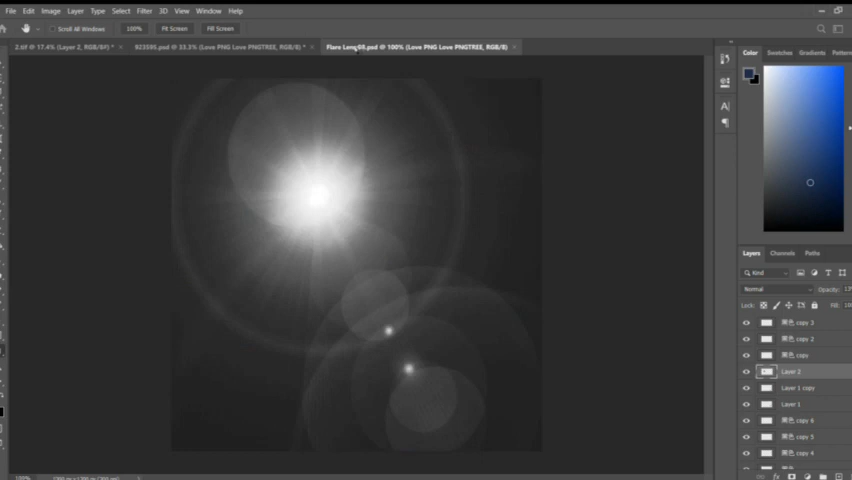 File Edit Image Layer Type Select Filter 3D View Window Help
Scroll All Windows 100% Fit Screen Fill Screen
2.tif @ 17.4% (Layer 2, RGB/8#) * × 923595.psd @ 33.3% (Love PNG Love PNGTREE, RGB/8) * × Flare Leng08.psd @ 100% (Love PNG Love PNGTREE, RGB/8) ×
Color Swatches Gradients Pattern
Layers Channels Paths
Kind
Normal Opacity:
Lock: Fill:
黑色 copy 3
黑色 copy 2
黑色 copy
Layer 2
Layer 1 copy
Layer 1
黑色 copy 6
黑色 copy 5
黑色 copy 4
100%